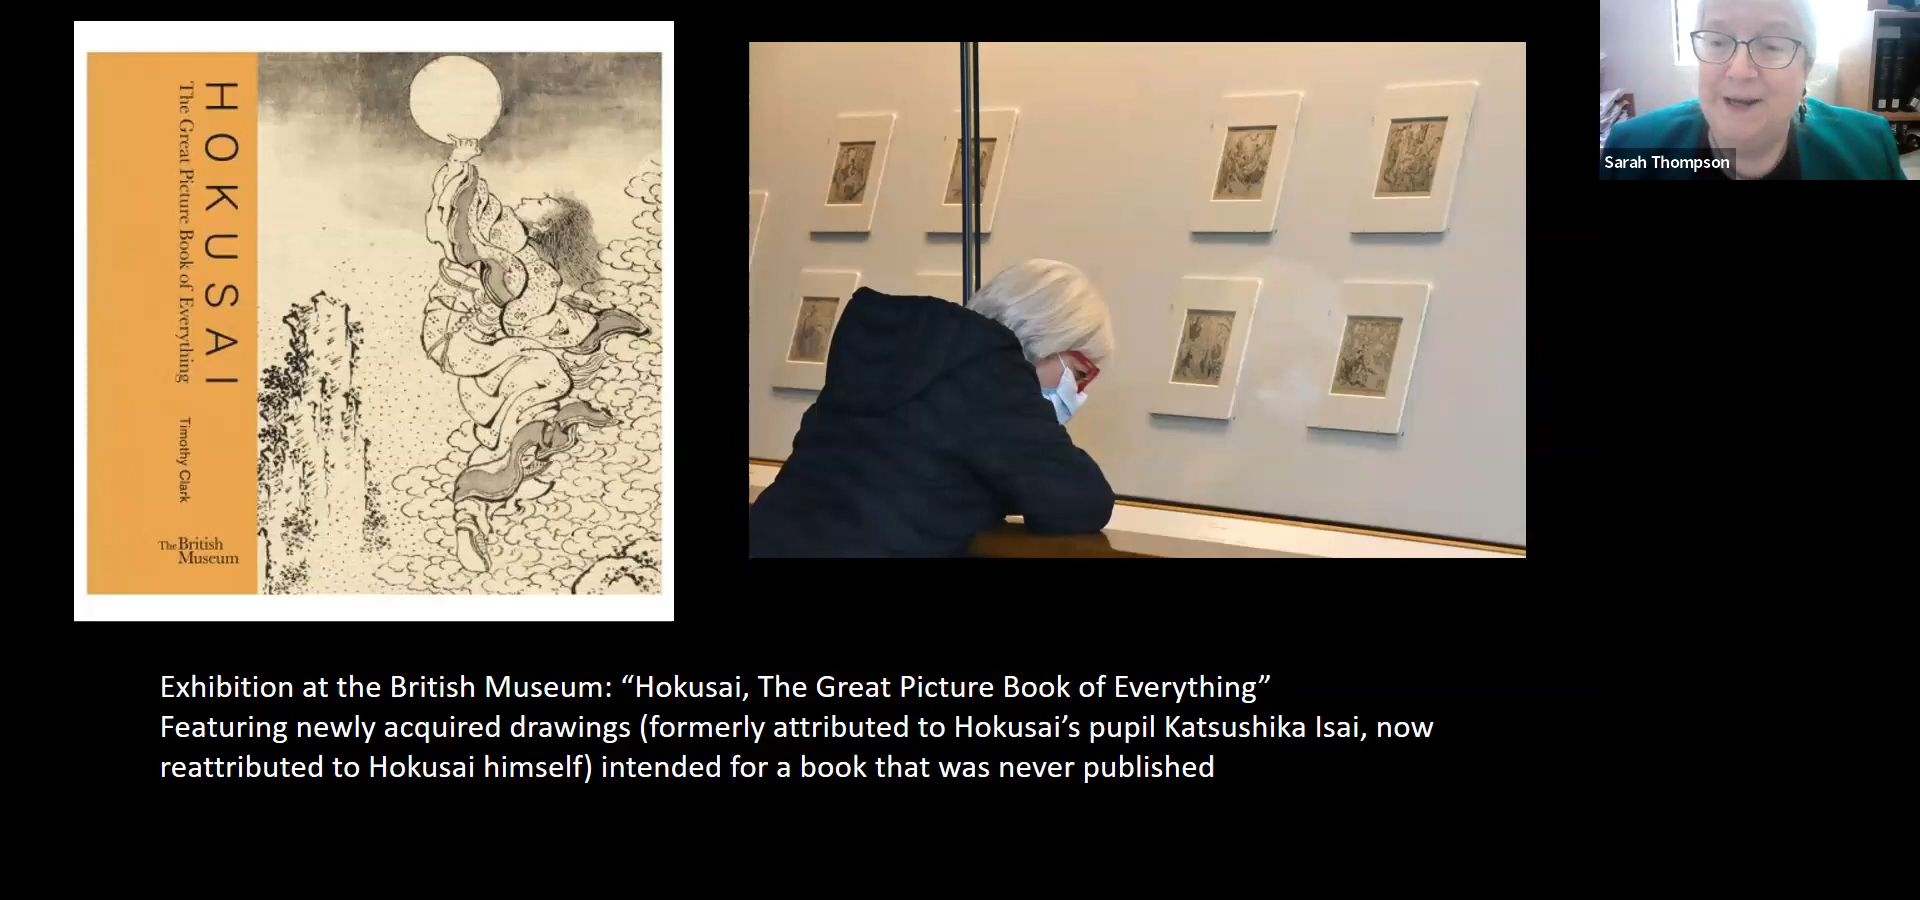 HOKUSAI
The Great Picture Book of Everything
Timothy Clark
The British
Museum
Sarah Thompson
Exhibition at the British Museum: “Hokusai, The Great Picture Book of Everything”
Featuring newly acquired drawings (formerly attributed to Hokusai’s pupil Katsushika Isai, now
reattributed to Hokusai himself) intended for a book that was never published